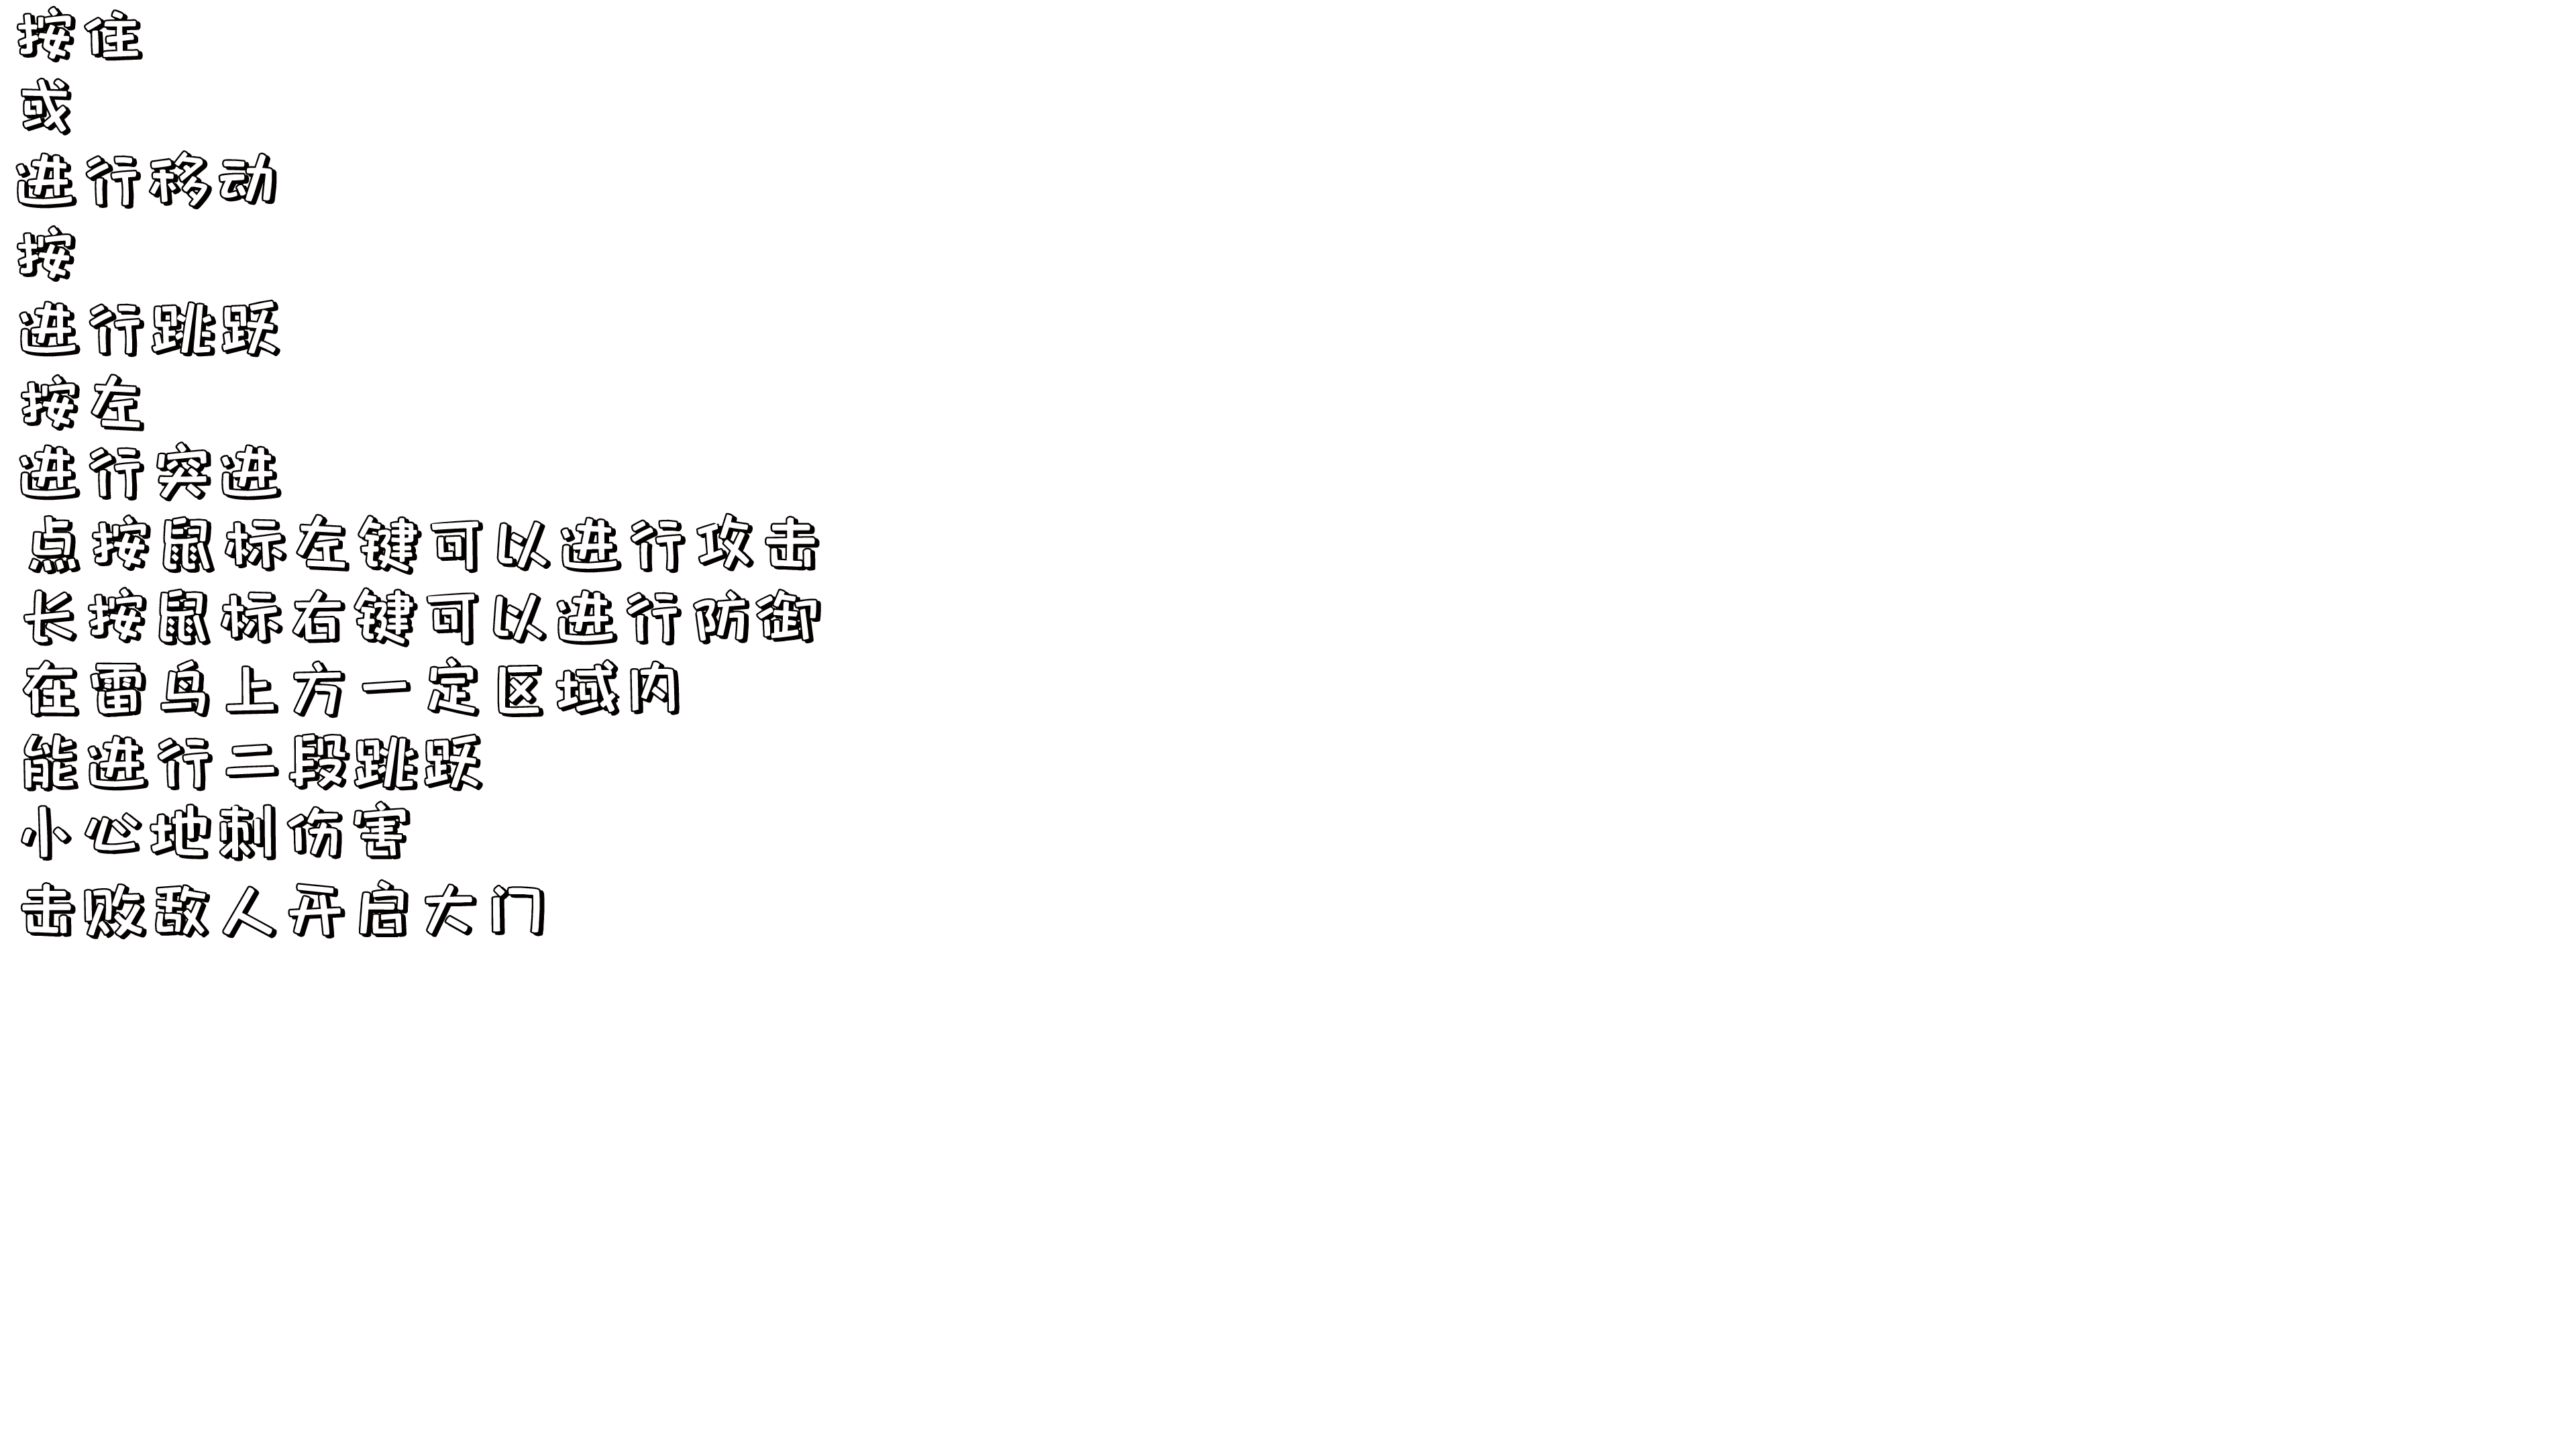 按住
或
进行移动
按
进行跳跃
按左
进行突进
点按鼠标左键可以进行攻击
长按鼠标右键可以进行防御
在雷鸟上方一定区域内
能进行二段跳跃
小心地刺伤害
击败敌人开启大门